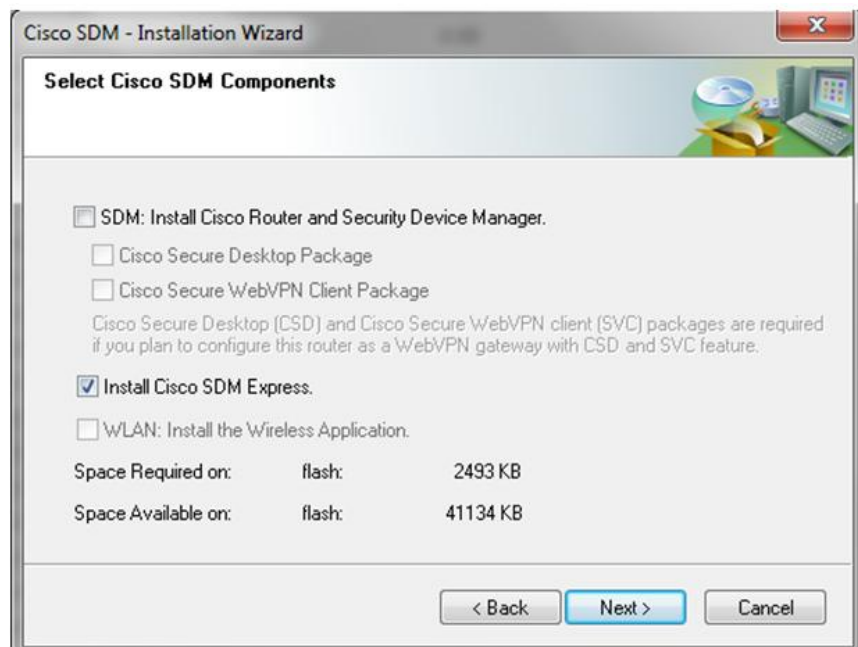 Cisco SDM - Installation Wizard
Select Cisco SDM Components
SDM: Install Cisco Router and Security Device Manager.
Cisco Secure Desktop Package
Cisco Secure WebVPN Client Package
Cisco Secure Desktop (CSD) and Cisco Secure WebVPN client (SVC) packages are required
if you plan to configure this router as a WebVPN gateway with CSD and SVC feature.
Install Cisco SDM Express.
WLAN: Install the Wireless Application.
Space Required on: flash: 2493 KB
Space Available on: flash: 41134 KB
< Back Next > Cancel